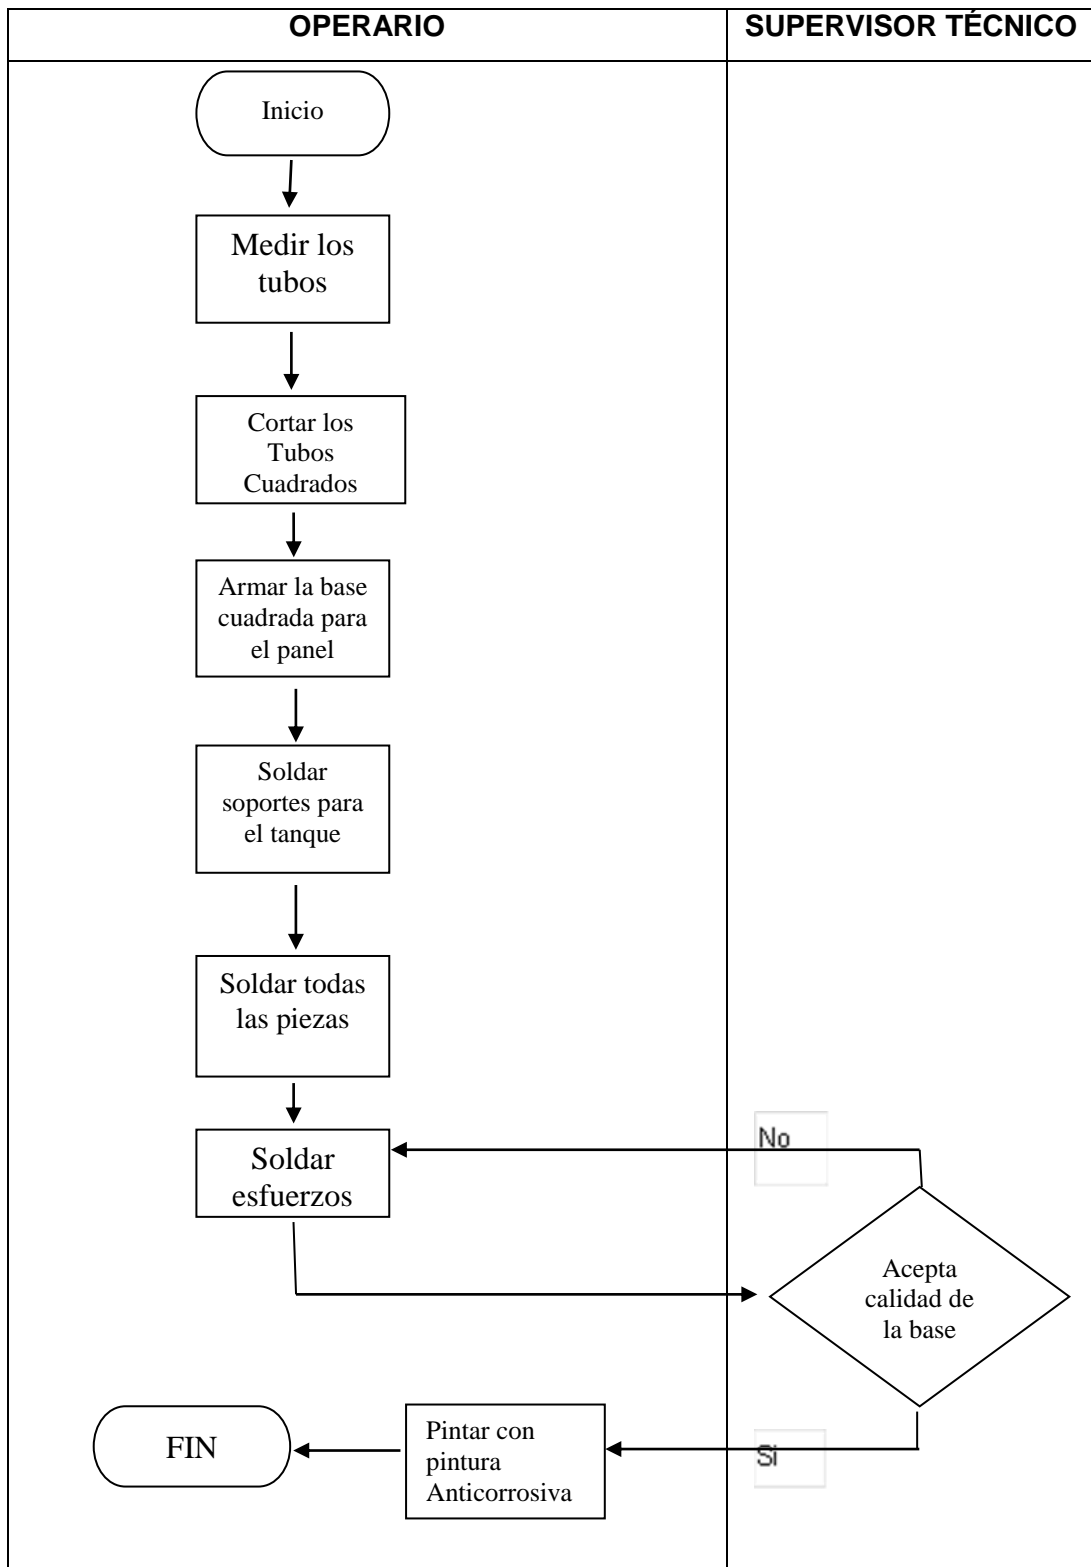 OPERARIO
SUPERVISOR TÉCNICO
Inicio
Medir los
tubos
Cortar los
Tubos
Cuadrados
Armar la base
cuadrada para
el panel
Soldar
soportes para
el tanque
Soldar todas
las piezas
Soldar
esfuerzos
No
Acepta
calidad de
la base
Si
Pintar con
pintura
Anticorrosiva
FIN